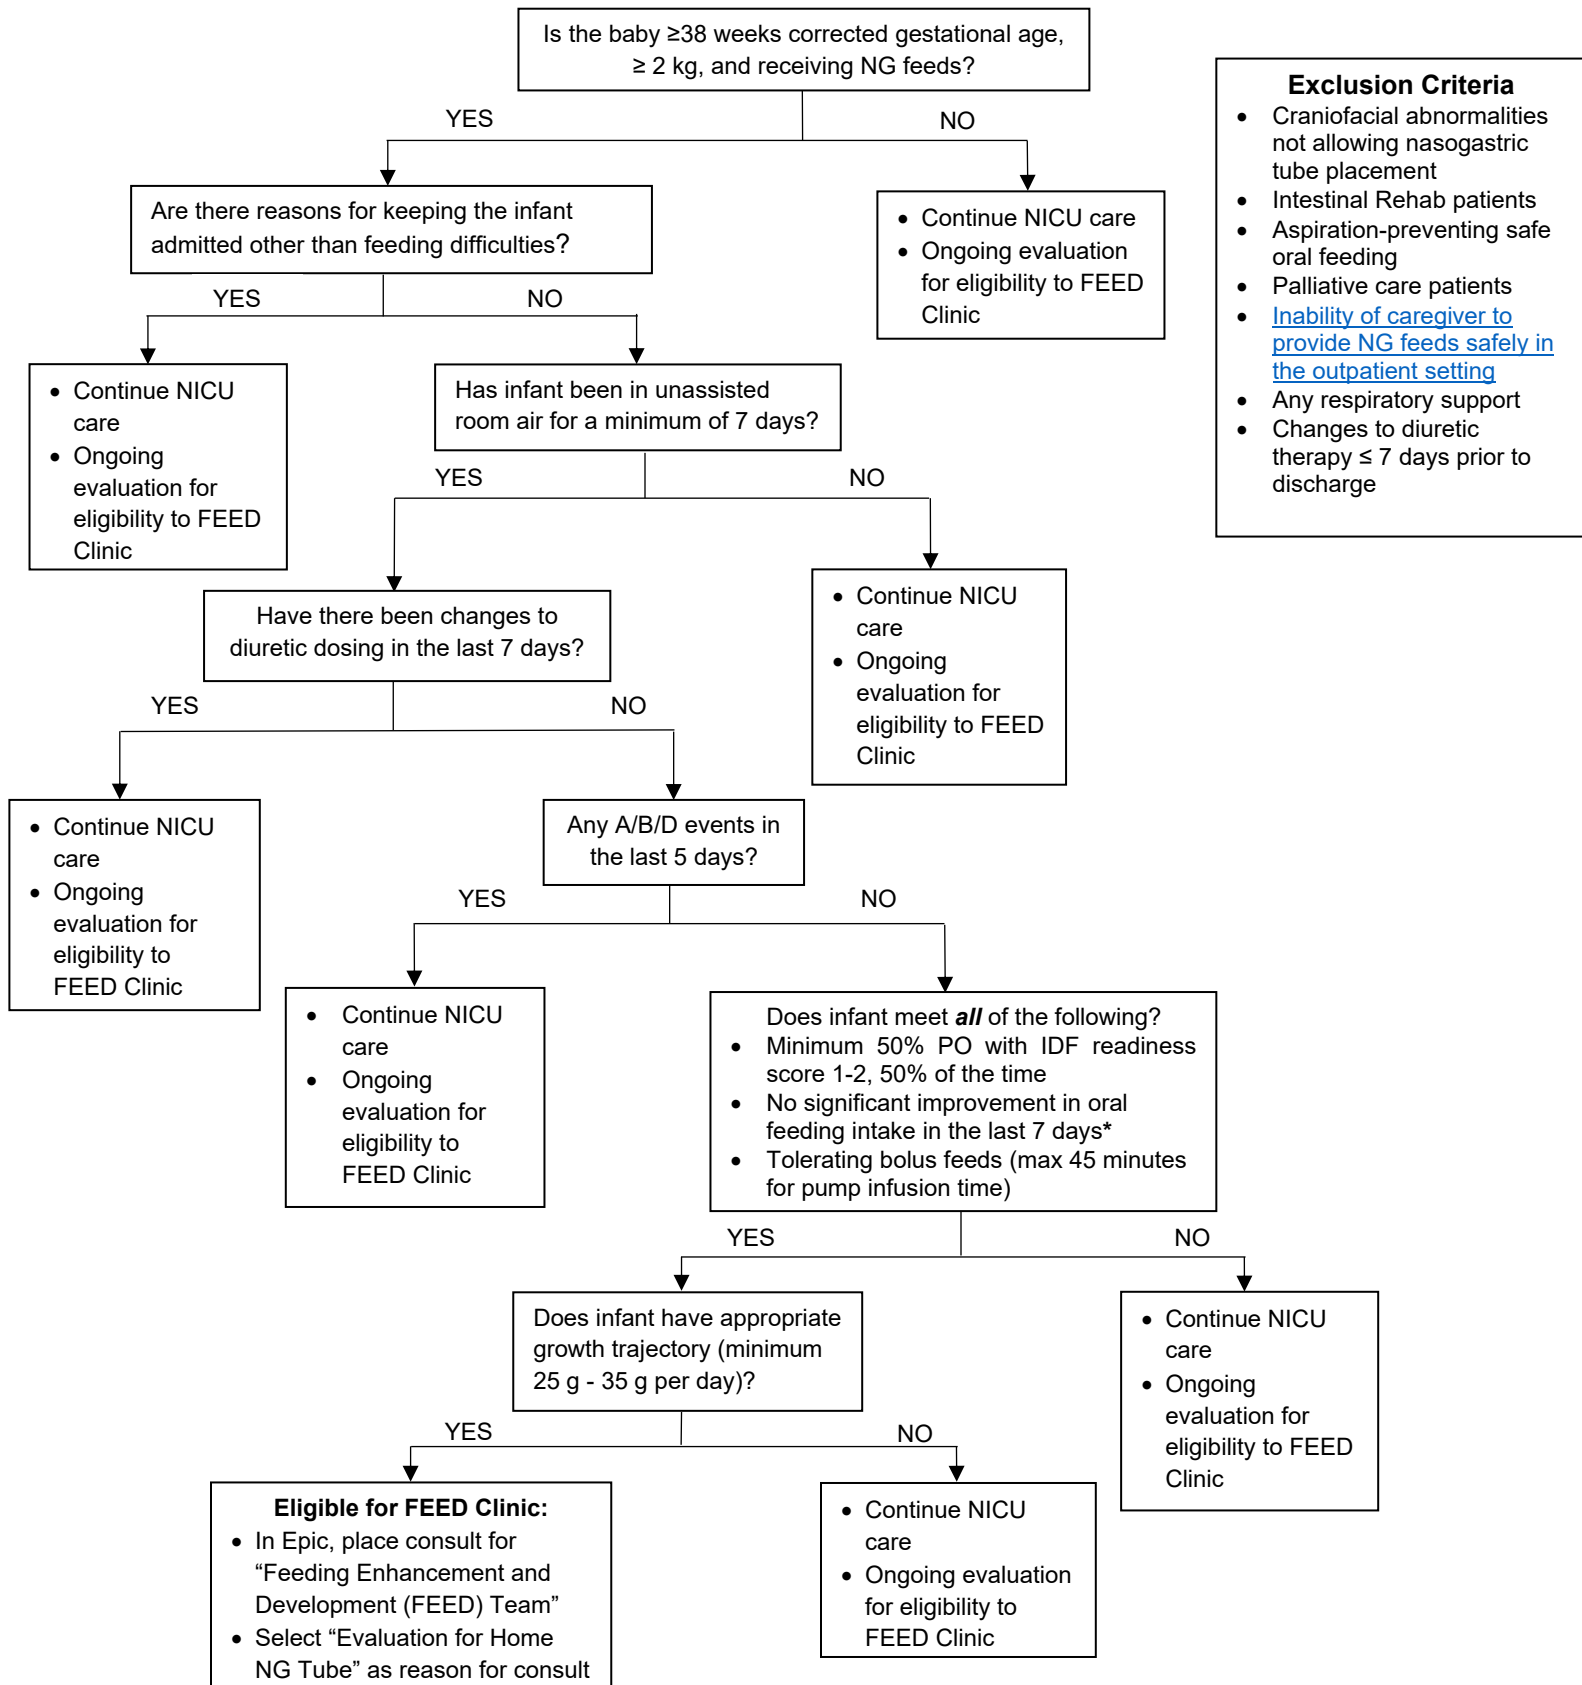 Is the baby ≥38 weeks corrected gestational age,
≥ 2 kg, and receiving NG feeds?
YES
NO
Exclusion Criteria
• Craniofacial abnormalities
not allowing nasogastric
tube placement
• Intestinal Rehab patients
• Aspiration-preventing safe
oral feeding
• Palliative care patients
• Inability of caregiver to
provide NG feeds safely in
the outpatient setting
• Any respiratory support
• Changes to diuretic
therapy ≤ 7 days prior to
discharge
Are there reasons for keeping the infant
admitted other than feeding difficulties?
• Continue NICU care
• Ongoing evaluation
for eligibility to FEED
Clinic
YES
NO
• Continue NICU
care
• Ongoing
evaluation for
eligibility to FEED
Clinic
Has infant been in unassisted
room air for a minimum of 7 days?
YES
NO
Have there been changes to
diuretic dosing in the last 7 days?
• Continue NICU
care
• Ongoing
evaluation for
eligibility to FEED
Clinic
YES
NO
• Continue NICU
care
• Ongoing
evaluation for
eligibility to
FEED Clinic
Any A/B/D events in
the last 5 days?
YES
NO
• Continue NICU
care
• Ongoing
evaluation for
eligibility to
FEED Clinic
Does infant meet all of the following?
• Minimum 50% PO with IDF readiness
score 1-2, 50% of the time
• No significant improvement in oral
feeding intake in the last 7 days*
• Tolerating bolus feeds (max 45 minutes
for pump infusion time)
YES
NO
Does infant have appropriate
growth trajectory (minimum
25 g - 35 g per day)?
• Continue NICU
care
• Ongoing
evaluation for
eligibility to FEED
Clinic
YES
NO
Eligible for FEED Clinic:
• In Epic, place consult for
“Feeding Enhancement and
Development (FEED) Team”
• Select “Evaluation for Home
NG Tube” as reason for consult
• Continue NICU
care
• Ongoing evaluation
for eligibility to
FEED Clinic